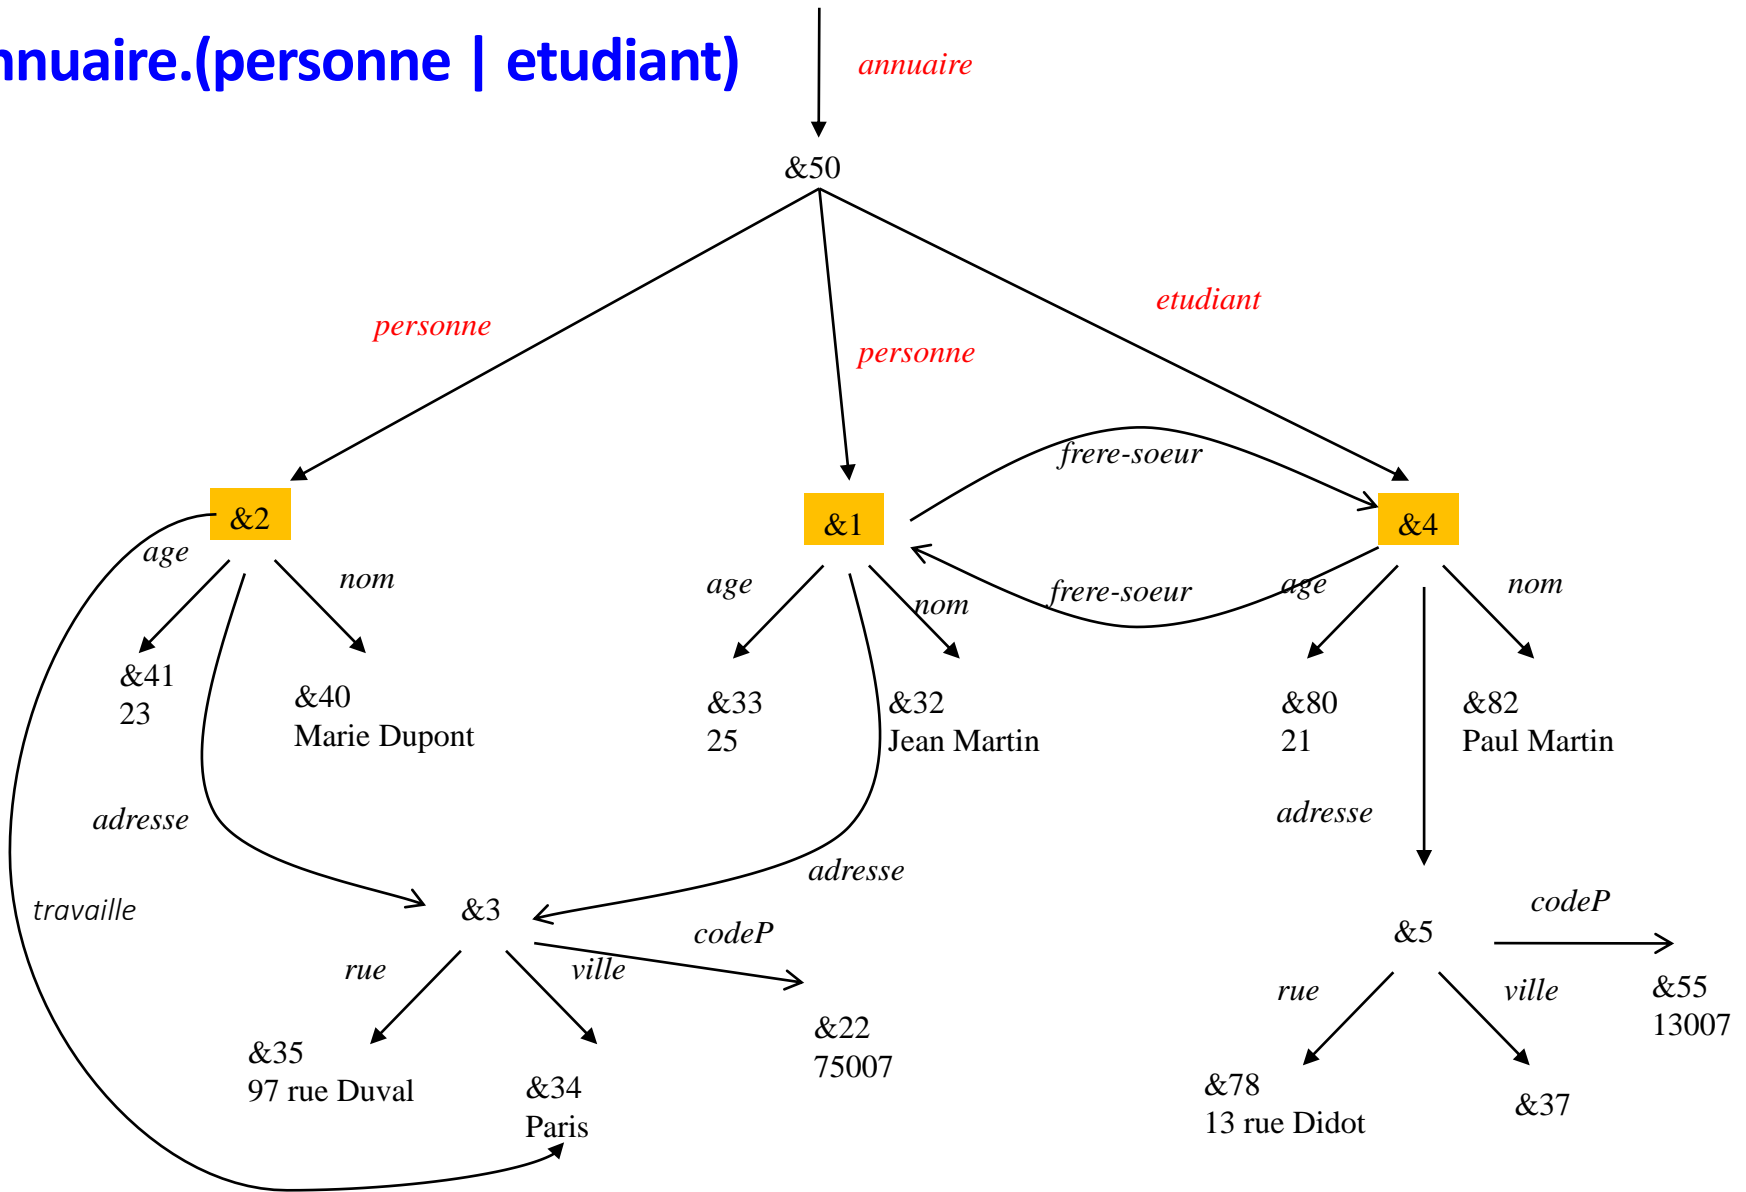 nnuaire.(personne | etudiant)
annuaire
&50
personne
personne
etudiant
frere-soeur
&2
&1
&4
age
nom
age
nom
frere-soeur
age
nom
&41
23
&40
Marie Dupont
&33
25
&32
Jean Martin
&80
21
&82
Paul Martin
adresse
adresse
adresse
travaille
&3
codeP
&5
codeP
rue
ville
rue
ville
&35
97 rue Duval
&34
Paris
&22
75007
&78
13 rue Didot
&37
&55
13007